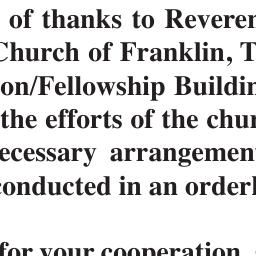 of thanks to Reveren
Church of Franklin, T
on/Fellowship Buildin
the efforts of the chur
ecessary arrangement
conducted in an orderl
for your cooperation